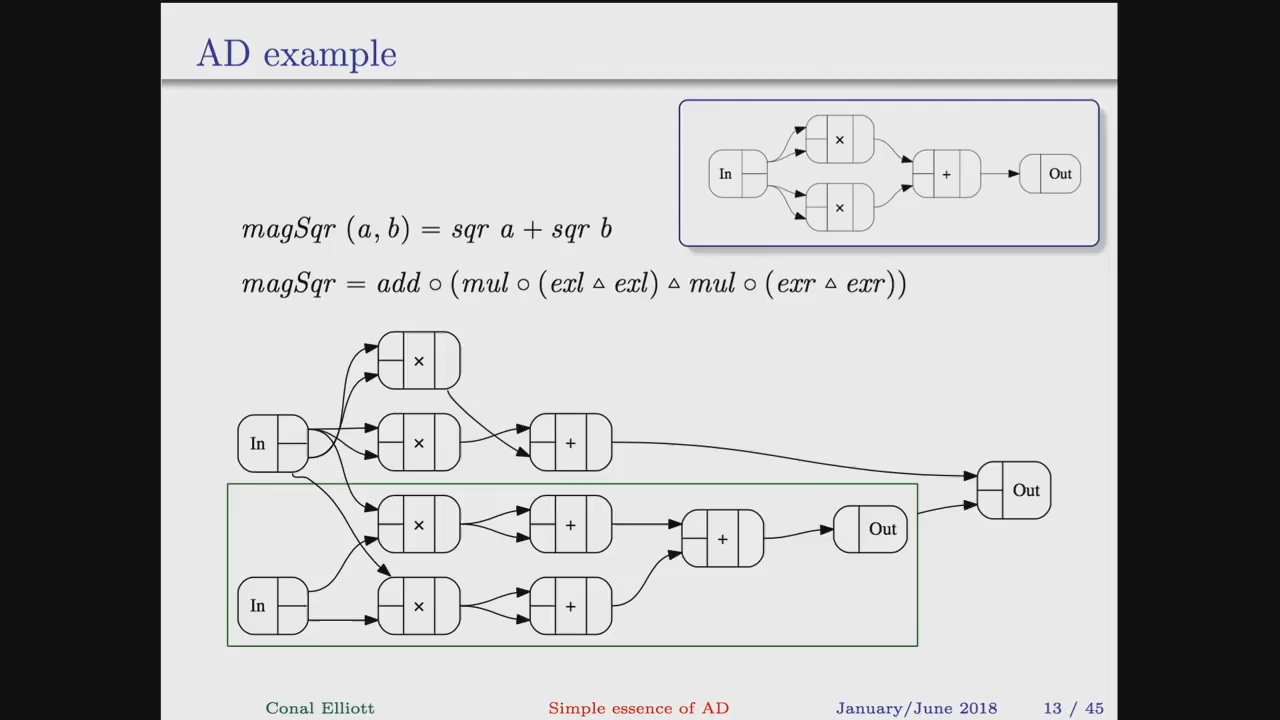 AD example
In
×
×
+
Out
magSqr (a, b) = sqr a + sqr b
magSqr = add ∘ (mul ∘ (exl ▵ exl) ▵ mul ∘ (exr ▵ exr))
×
In
×
+
Out
×
+
+
Out
In
×
+
Conal Elliott
Simple essence of AD
January/June 2018
13 / 45